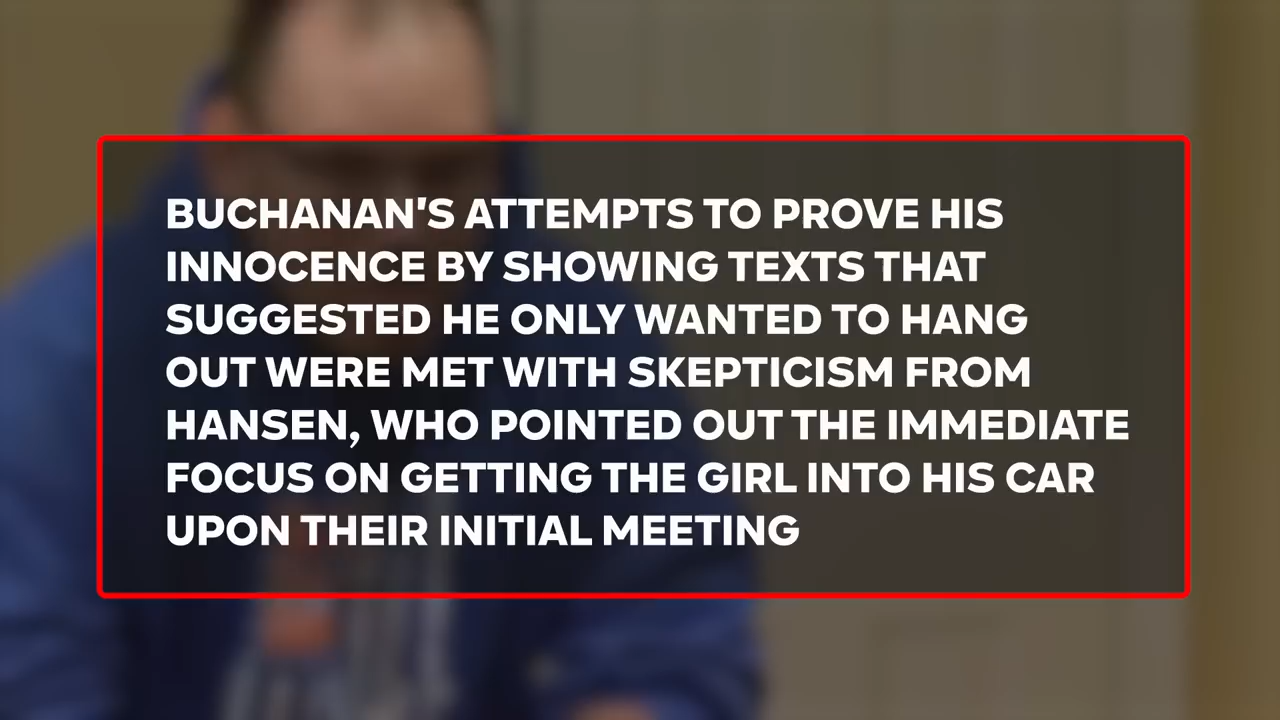 BUCHANAN'S ATTEMPTS TO PROVE HIS
INNOCENCE BY SHOWING TEXTS THAT
SUGGESTED HE ONLY WANTED TO HANG
OUT WERE MET WITH SKEPTICISM FROM
HANSEN, WHO POINTED OUT THE IMMEDIATE
FOCUS ON GETTING THE GIRL INTO HIS CAR
UPON THEIR INITIAL MEETING